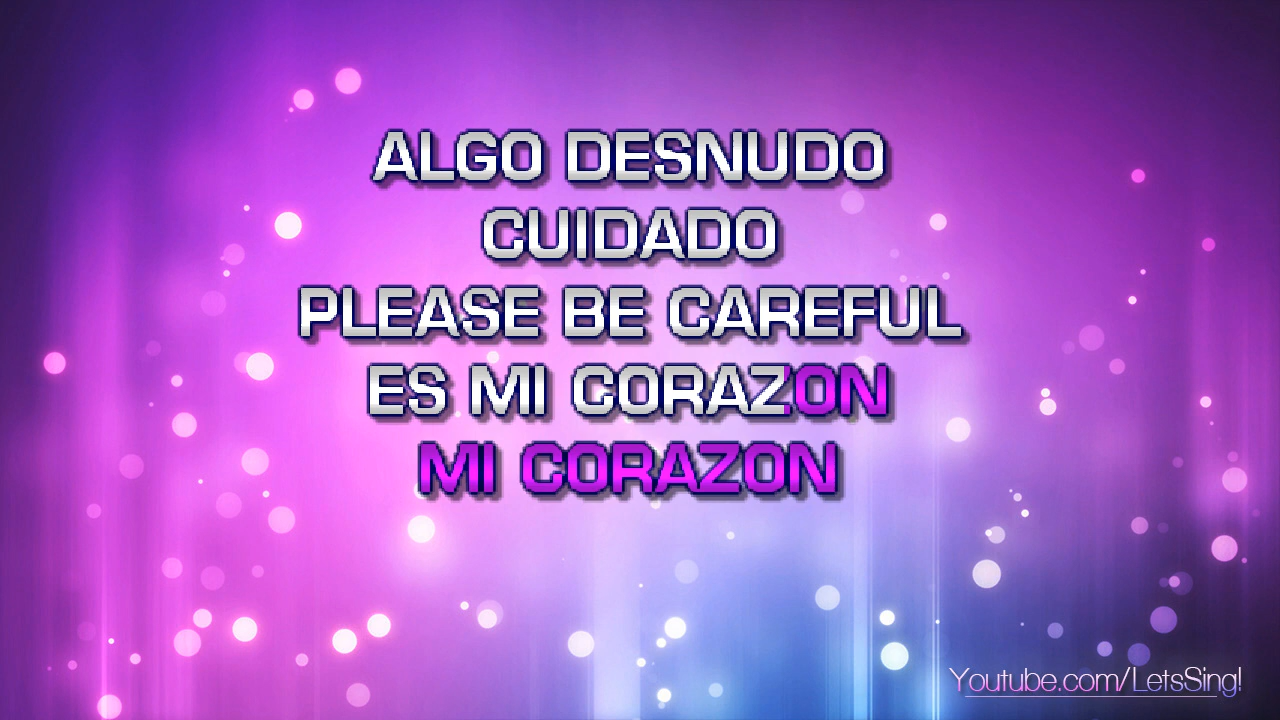 ALGO DESNUDO
CUIDADO
PLEASE BE CAREFUL
ES MI CORAZON
MI CORAZON
Youtube.com/LetsSing!